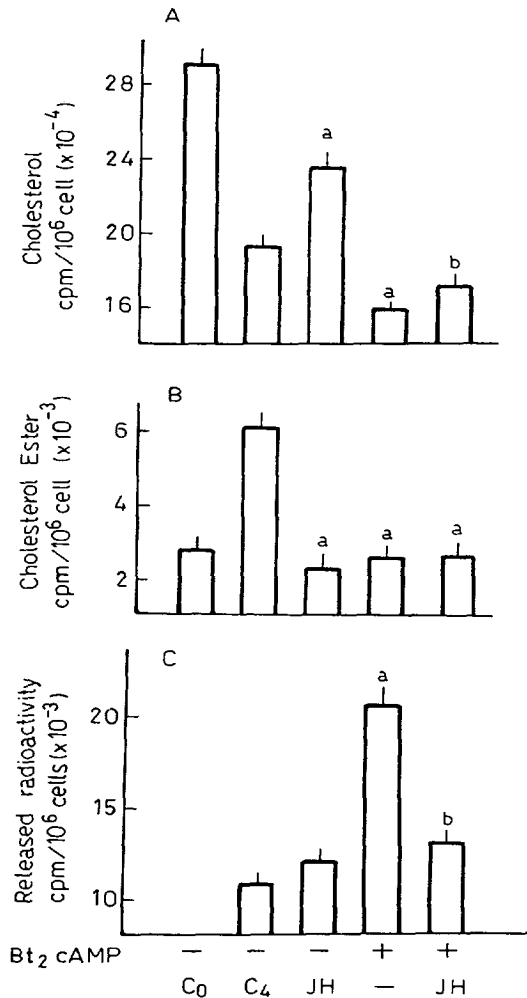 A
Cholesterol
cpm/10⁶ cell (x10⁻⁴)
28
24
20
16
a
a
b
B
Cholesterol Ester
cpm/10⁶ cell (x10⁻³)
6
4
2
a
a
a
C
Released radioactivity
cpm/10⁶ cells (x10⁻³)
20
15
10
a
b
Bt₂ cAMP − − − + +
C₀ C₄ JH − JH